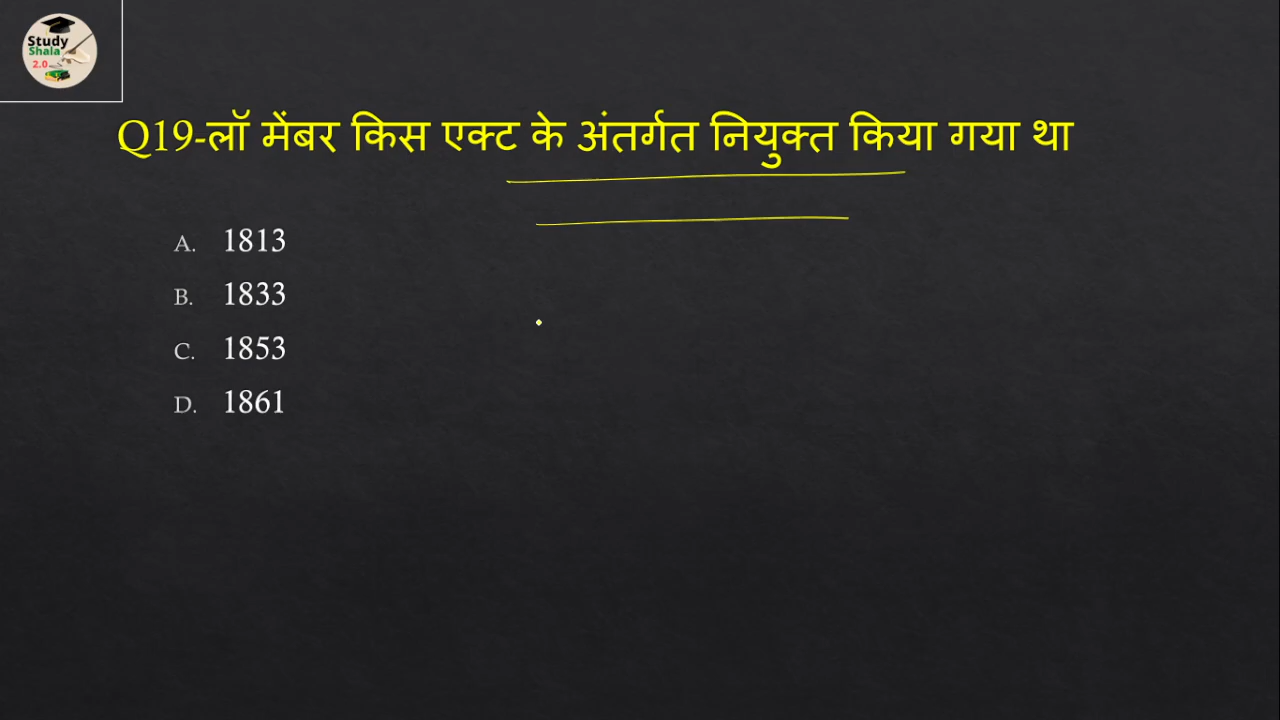 Study
Shala
2.0
Q19-लॉ मेंबर किस एक्ट के अंतर्गत नियुक्त किया गया था
A. 1813
B. 1833
C. 1853
D. 1861